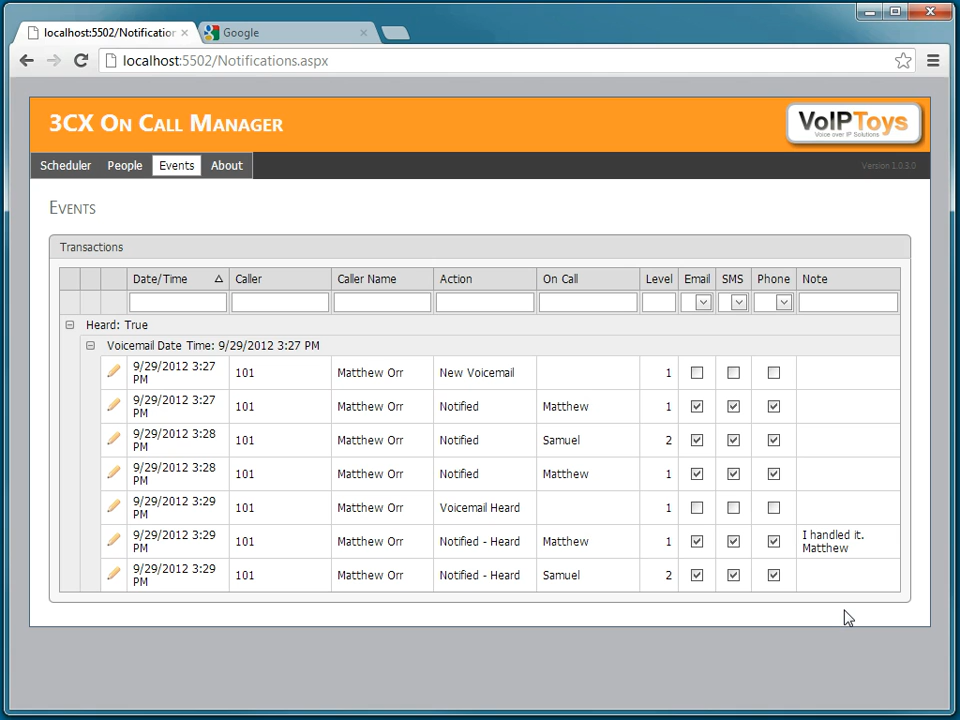 localhost:5502/Notification
Google
localhost:5502/Notifications.aspx
3CX On Call Manager
VoIPToys
Voice over IP Solutions
Scheduler People Events About
Version 1.0.3.0
Events
Transactions
Date/Time Caller Caller Name Action On Call Level Email SMS Phone Note
Heard: True
Voicemail Date Time: 9/29/2012 3:27 PM
9/29/2012 3:27
PM
101 Matthew Orr New Voicemail 1
9/29/2012 3:27
PM
101 Matthew Orr Notified Matthew 1
9/29/2012 3:28
PM
101 Matthew Orr Notified Samuel 2
9/29/2012 3:28
PM
101 Matthew Orr Notified Matthew 1
9/29/2012 3:29
PM
101 Matthew Orr Voicemail Heard 1
9/29/2012 3:29
PM
101 Matthew Orr Notified - Heard Matthew 1
I handled it.
Matthew
9/29/2012 3:29
PM
101 Matthew Orr Notified - Heard Samuel 2